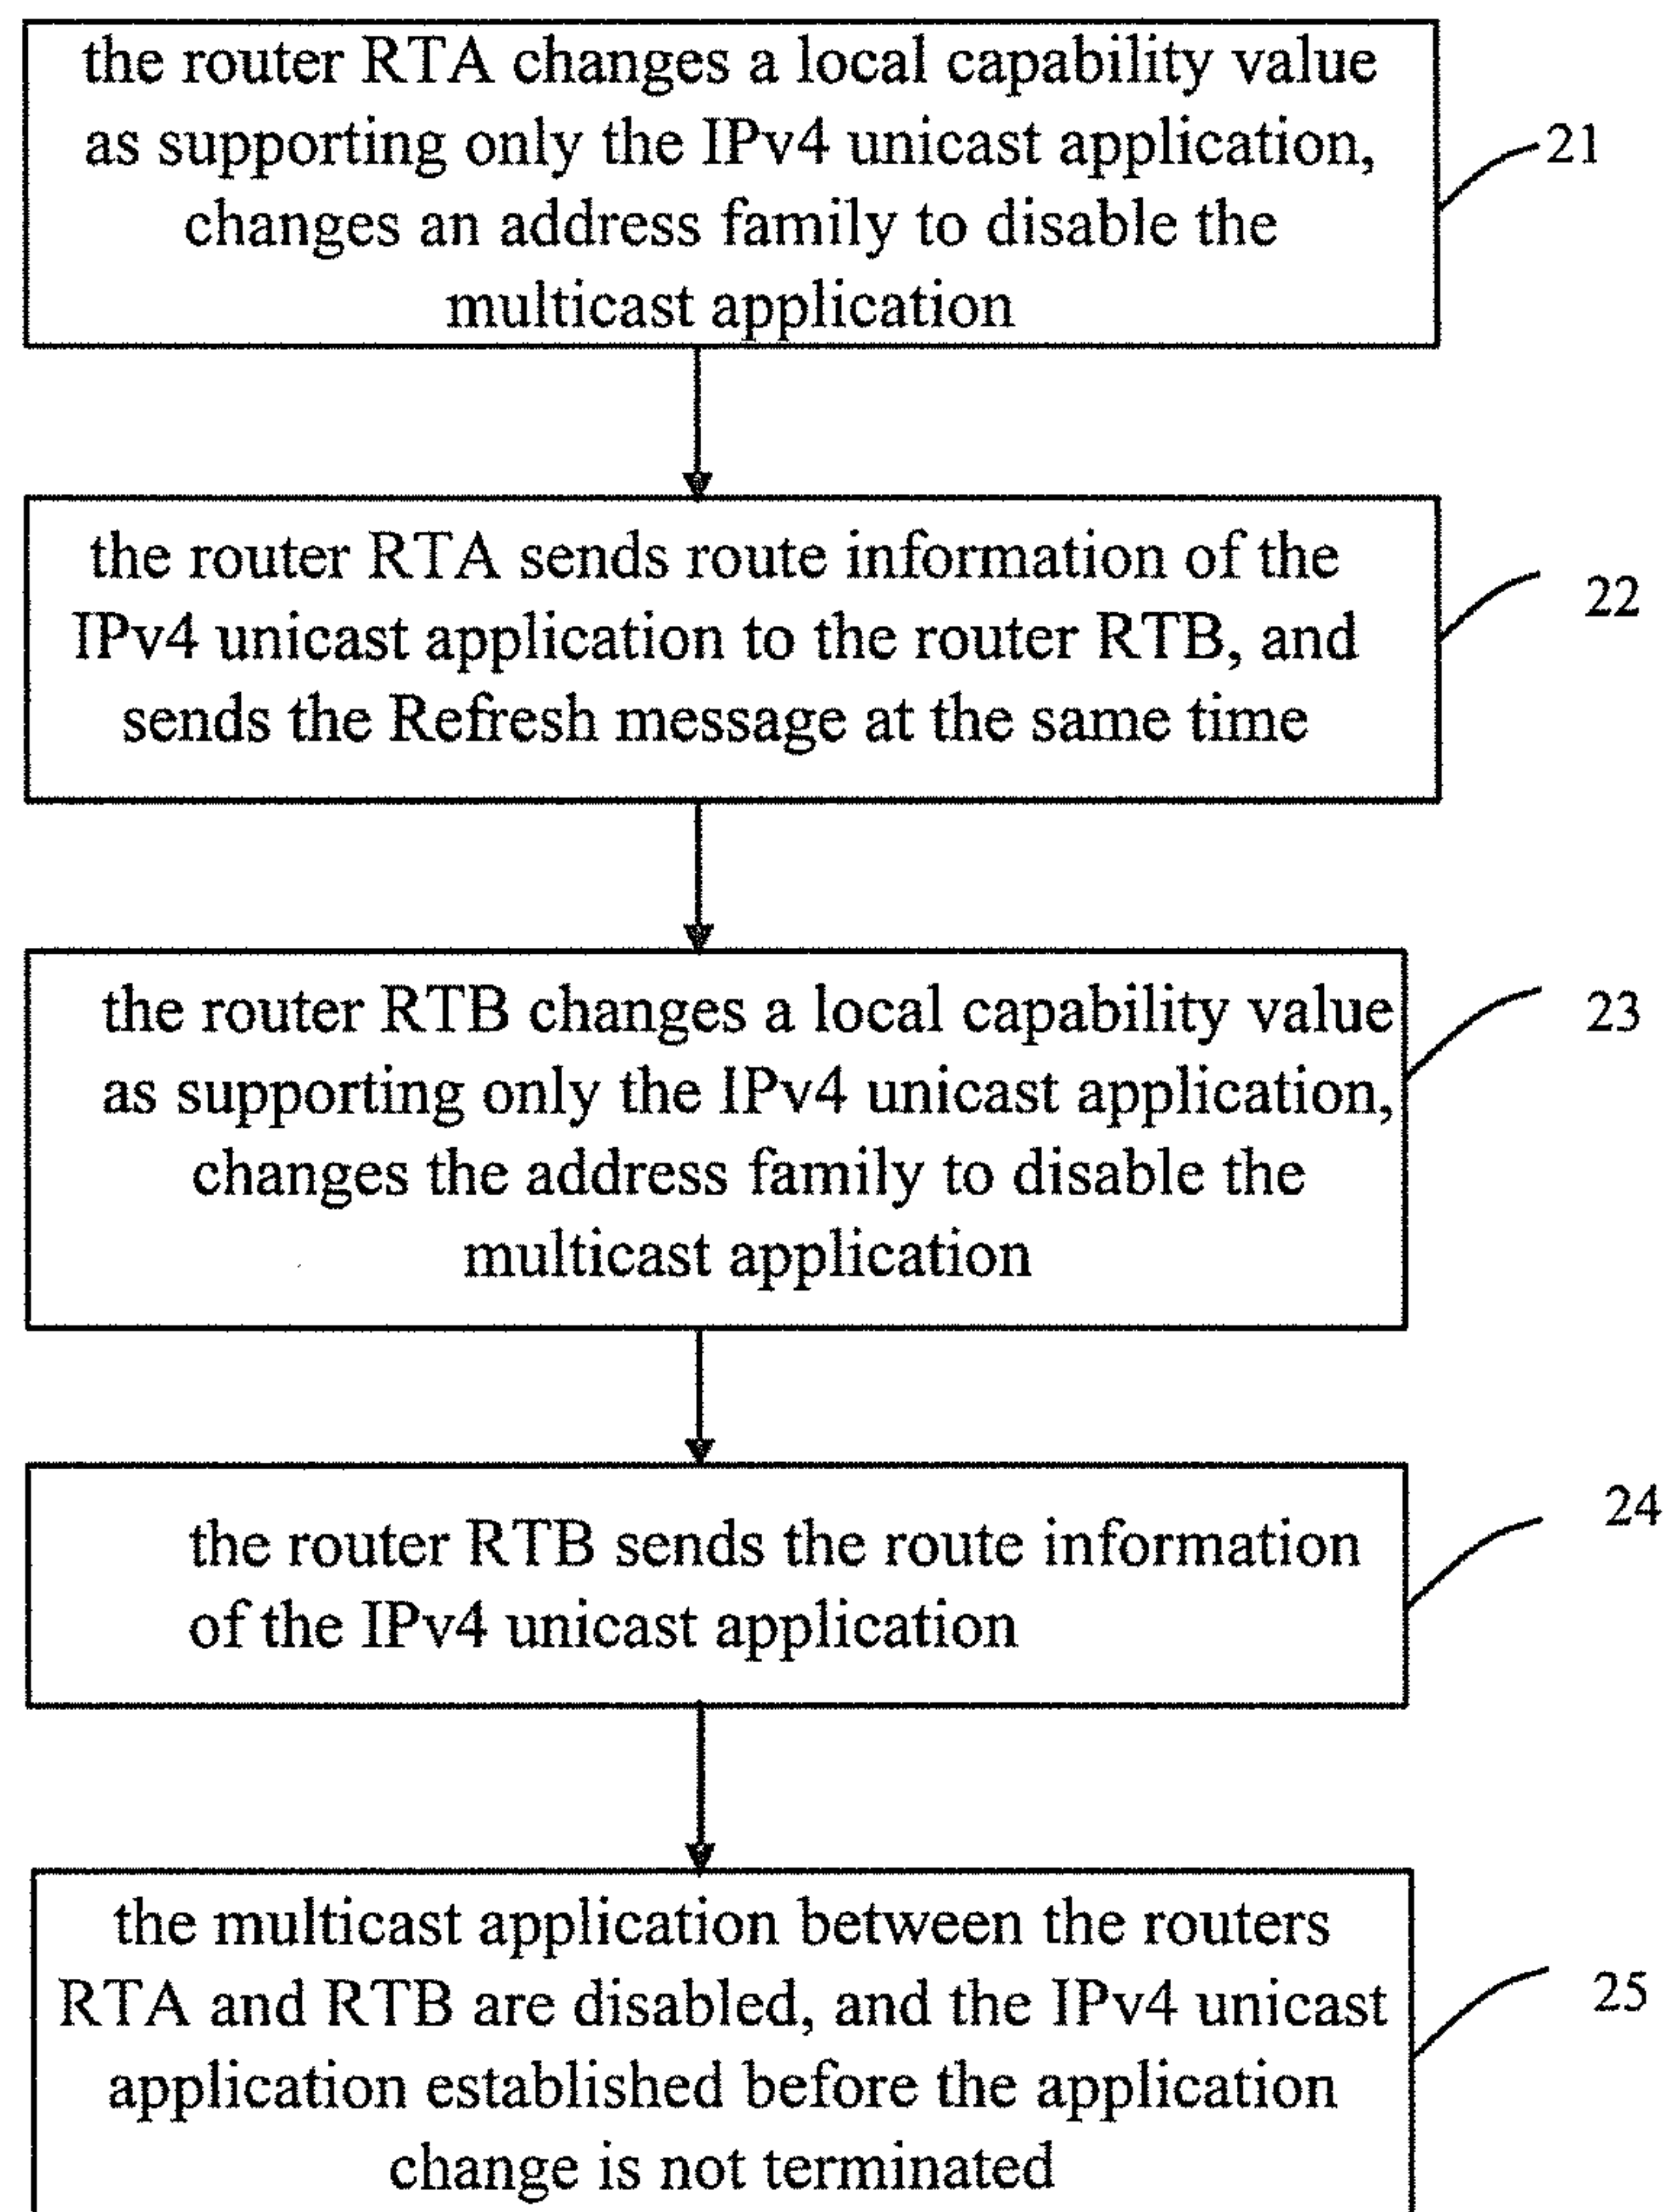 the router RTA changes a local capability value
as supporting only the IPv4 unicast application,
changes an address family to disable the
multicast application
21
the router RTA sends route information of the
IPv4 unicast application to the router RTB, and
sends the Refresh message at the same time
22
the router RTB changes a local capability value
as supporting only the IPv4 unicast application,
changes the address family to disable the
multicast application
23
the router RTB sends the route information
of the IPv4 unicast application
24
the multicast application between the routers
RTA and RTB are disabled, and the IPv4 unicast
application established before the application
change is not terminated
25